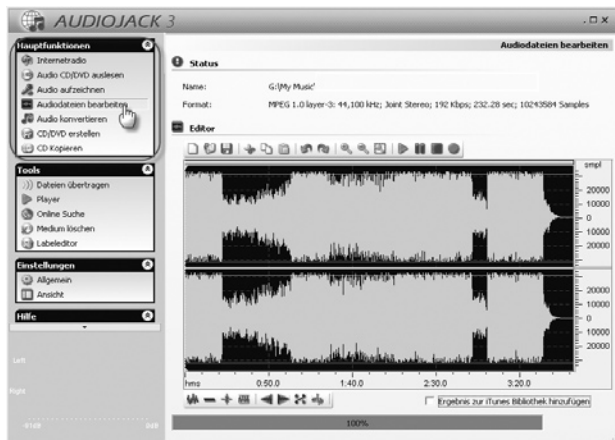 AUDIOJACK 3
Hauptfunktionen
Internetradio
Audio CD/DVD auslesen
Audio aufzeichnen
Audiodateien bearbeiten
Audio konvertieren
CD/DVD erstellen
CD Kopieren
Tools
Dateien übertragen
Player
Online Suche
Medium löschen
Labeleditor
Einstellungen
Allgemein
Ansicht
Hilfe
Left
Right
-91dB 0dB
Audiodateien bearbeiten
Status
Name: G:\My Music\
Format: MPEG 1.0 layer-3: 44,100 kHz; Joint Stereo; 192 Kbps; 232.28 sec; 10243584 Samples
Editor
smpl
20000
10000
0
10000
20000
20000
10000
0
10000
20000
hms 0:50.0 1:40.0 2:30.0 3:20.0
Ergebnis zur iTunes Bibliothek hinzufügen
100%